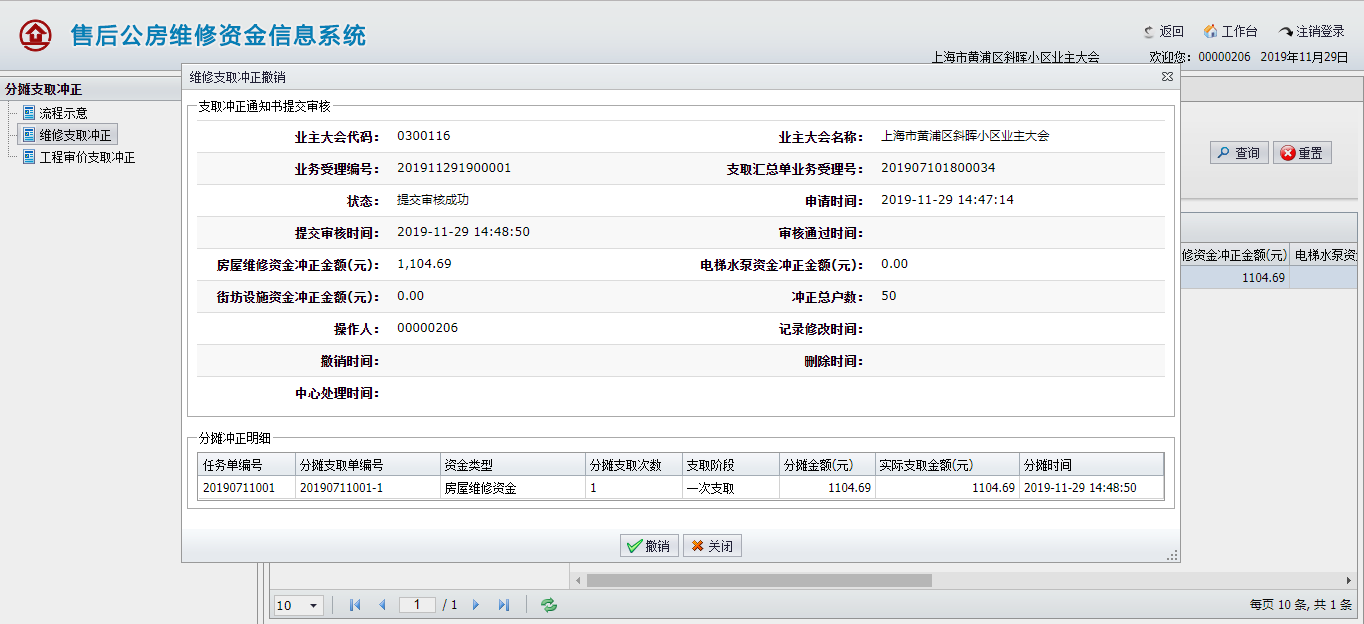 售后公房维修资金信息系统
返回 工作台 注销登录
上海市黄浦区斜晖小区业主大会 欢迎您: 00000206 2019年11月29日
分摊支取冲正
流程示意
维修支取冲正
工程审价支取冲正
维修支取冲正撤销
支取冲正通知书提交审核
业主大会代码: 0300116 业主大会名称: 上海市黄浦区斜晖小区业主大会
业务受理编号: 201911291900001 支取汇总单业务受理号: 201907101800034
状态: 提交审核成功 申请时间: 2019-11-29 14:47:14
提交审核时间: 2019-11-29 14:48:50 审核通过时间:
房屋维修资金冲正金额(元): 1,104.69 电梯水泵资金冲正金额(元): 0.00
街坊设施资金冲正金额(元): 0.00 冲正总户数: 50
操作人: 00000206 记录修改时间:
撤销时间: 删除时间:
中心处理时间:
分摊冲正明细
任务单编号 分摊支取单编号 资金类型 分摊支取次数 支取阶段 分摊金额(元) 实际支取金额(元) 分摊时间
20190711001 20190711001-1 房屋维修资金 1 一次支取 1104.69 1104.69 2019-11-29 14:48:50
撤销 关闭
查询 重置
修资金冲正金额(元) 电梯水泵资
1104.69
10 1 / 1 每页 10 条, 共 1 条